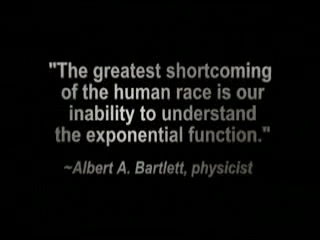 "The greatest shortcoming
of the human race is our
inability to understand
the exponential function."
~Albert A. Bartlett, physicist